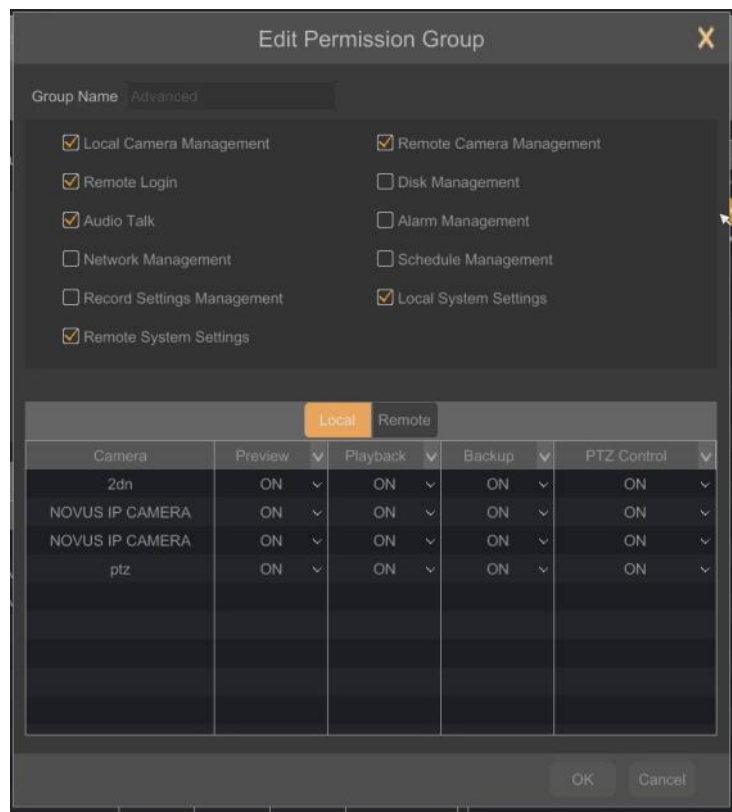 Edit Permission Group X
Group Name Advanced
Local Camera Management Remote Camera Management
Remote Login Disk Management
Audio Talk Alarm Management
Network Management Schedule Management
Record Settings Management Local System Settings
Remote System Settings
Local Remote
Camera Preview Playback Backup PTZ Control
2dn ON ON ON ON
NOVUS IP CAMERA ON ON ON ON
NOVUS IP CAMERA ON ON ON ON
ptz ON ON ON ON
OK Cancel